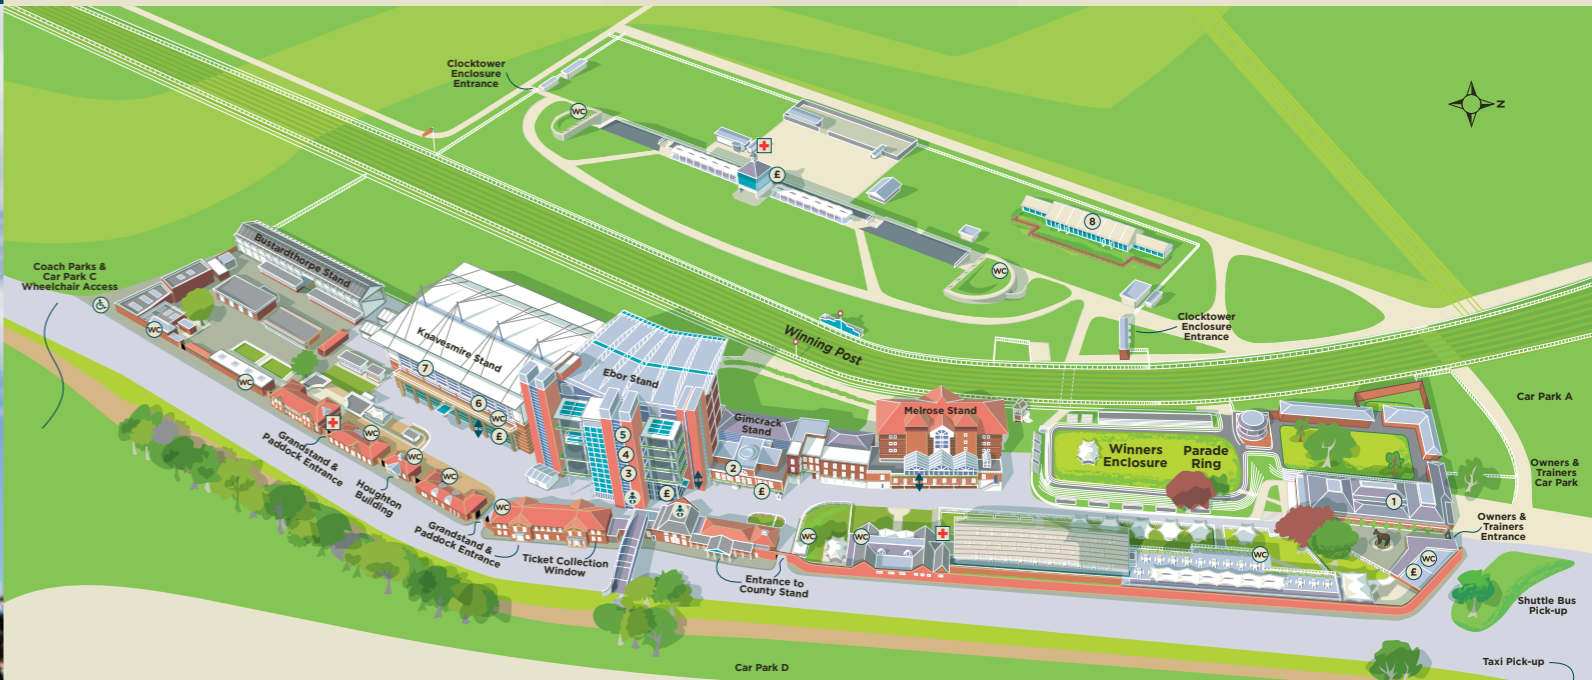 Clocktower
Enclosure
Entrance
WC
N
£
8
WC
Bustardthorpe Stand
Coach Parks &
Car Park C
Wheelchair Access
WC
Clocktower
Enclosure
Entrance
Winning Post
Knavesmire Stand
7
Ebor Stand
WC
6
WC
£
Car Park A
Melrose Stand
Gimcrack
Stand
5
4
3
2
£
£
Winners
Enclosure
Parade
Ring
Grandstand &
Paddock Entrance
WC
WC
WC
WC
Houghton
Building
Owners &
Trainers
Car Park
1
Owners &
Trainers
Entrance
Grandstand &
Paddock Entrance
Ticket Collection
Window
WC
WC
WC
WC
£
Entrance to
County Stand
Shuttle Bus
Pick-up
Car Park D
Taxi Pick-up